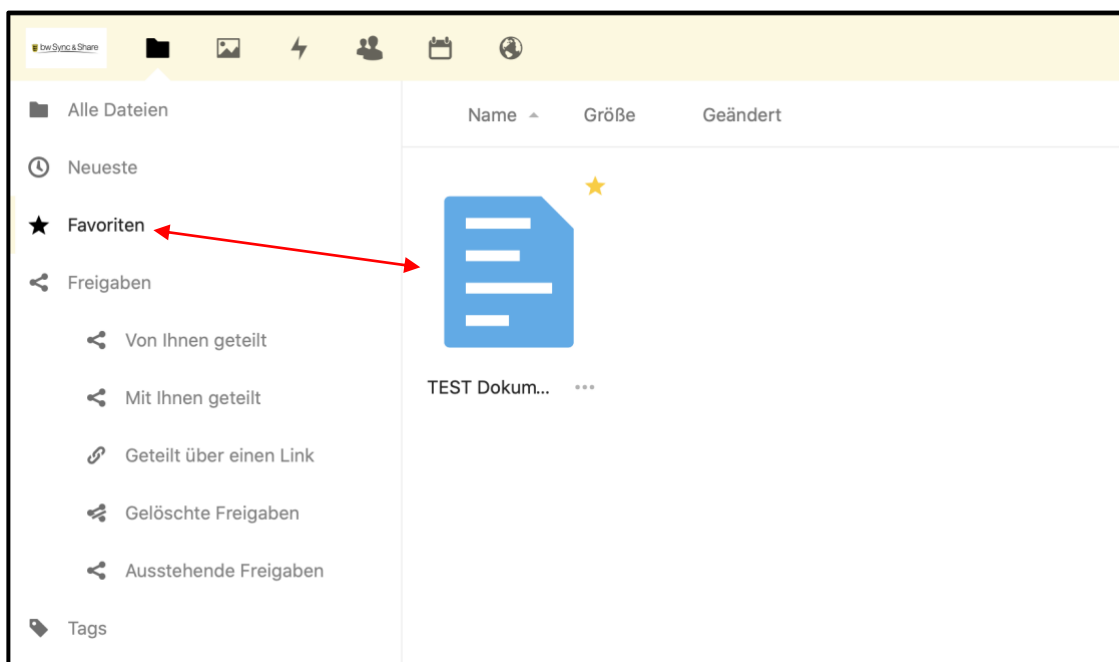 bw Sync & Share
Alle Dateien
Neueste
Favoriten
Freigaben
Von Ihnen geteilt
Mit Ihnen geteilt
Geteilt über einen Link
Gelöschte Freigaben
Ausstehende Freigaben
Tags
Name Größe Geändert
TEST Dokum...